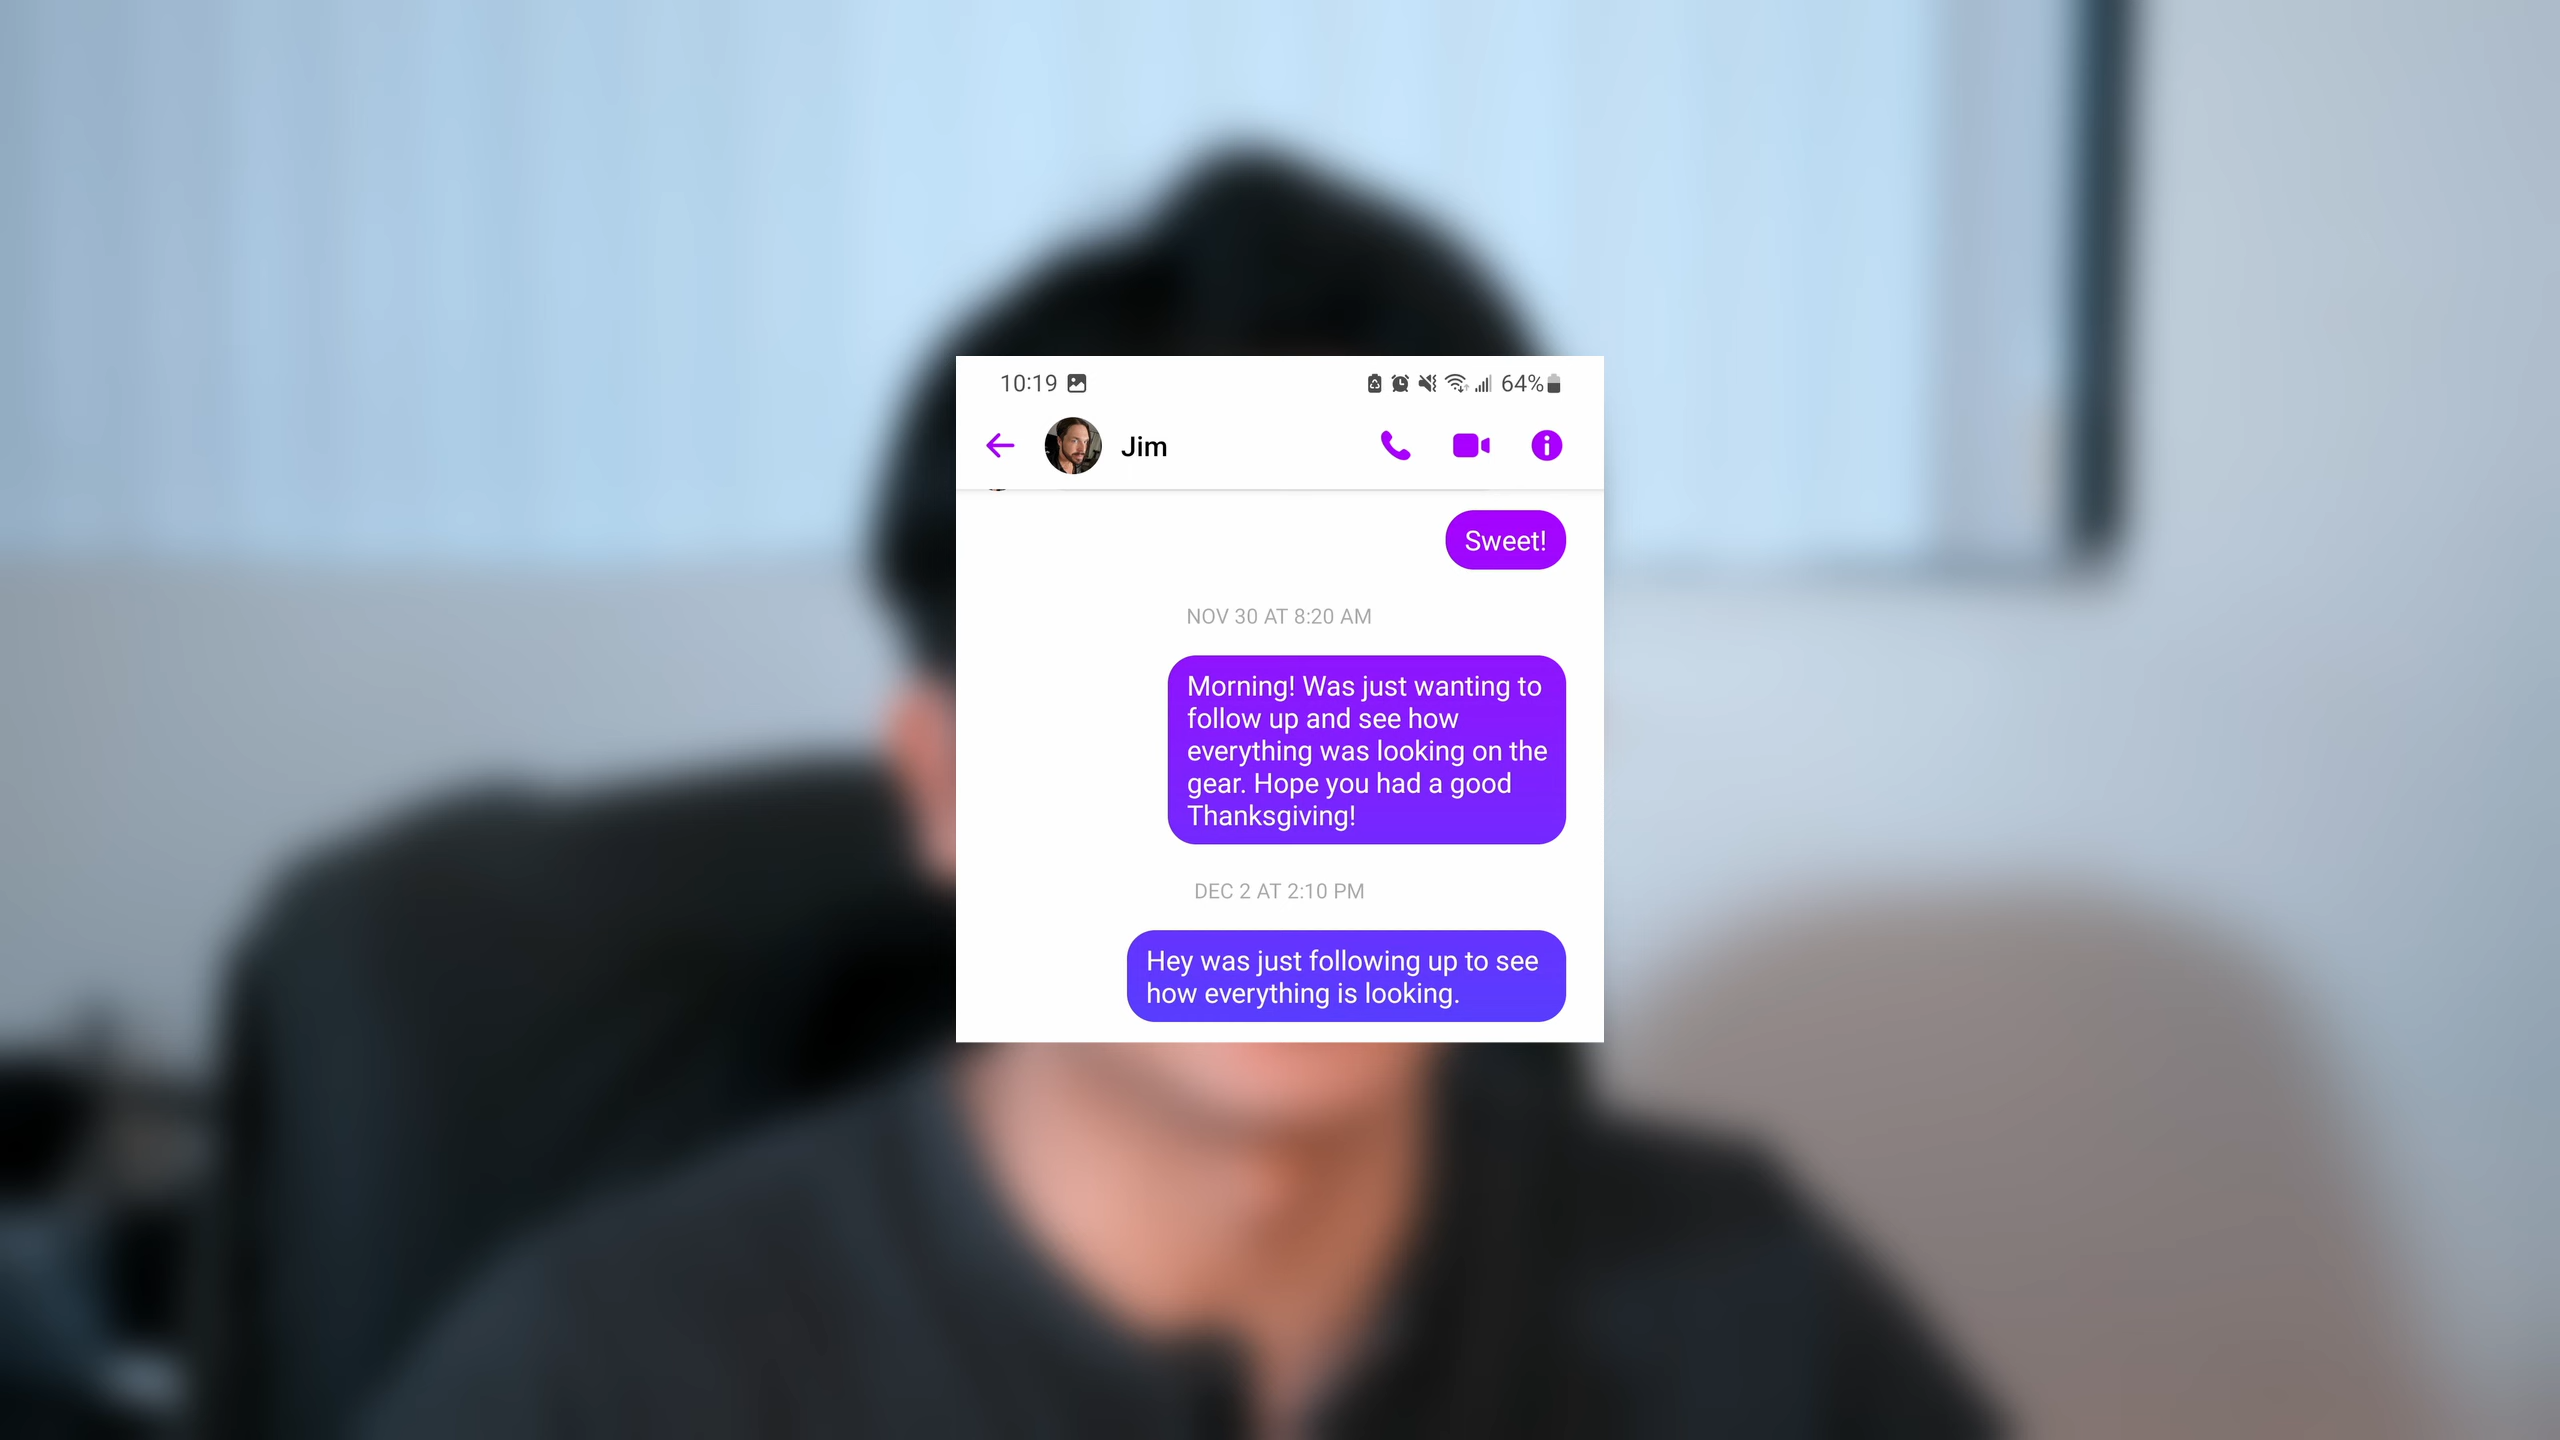 10:19
64%
Jim
Sweet!
NOV 30 AT 8:20 AM
Morning! Was just wanting to
follow up and see how
everything was looking on the
gear. Hope you had a good
Thanksgiving!
DEC 2 AT 2:10 PM
Hey was just following up to see
how everything is looking.